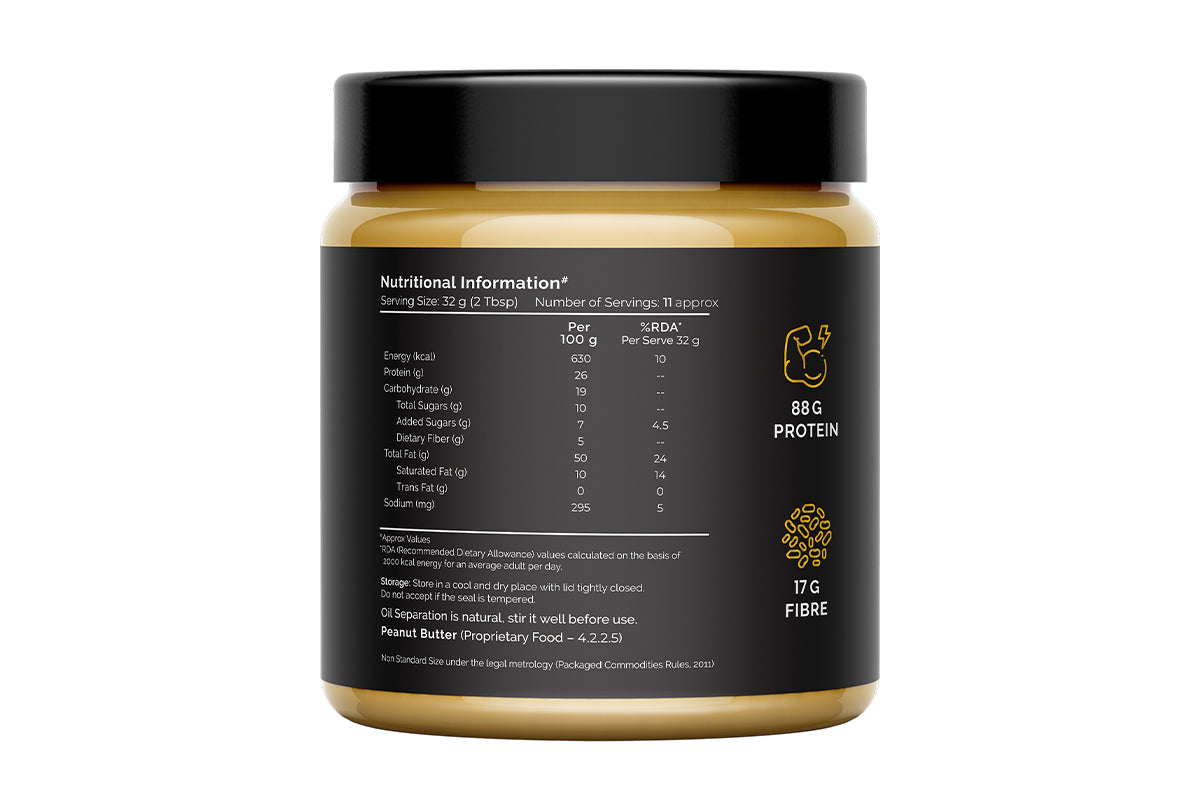 Nutritional Information#
Serving Size: 32 g (2 Tbsp) Number of Servings: 11 approx
Per 100 g %RDA* Per Serve 32 g
Energy (kcal) 630 10
Protein (g) 26 --
Carbohydrate (g) 19 --
Total Sugars (g) 10 --
Added Sugars (g) 7 4.5
Dietary Fiber (g) 5 --
Total Fat (g) 50 24
Saturated Fat (g) 10 14
Trans Fat (g) 0 0
Sodium (mg) 295 5
#Approx Values
*RDA (Recommended Dietary Allowance) values calculated on the basis of
2000 kcal energy for an average adult per day.
Storage: Store in a cool and dry place with lid tightly closed.
Do not accept if the seal is tempered.
Oil Separation is natural, stir it well before use.
Peanut Butter (Proprietary Food – 4.2.2.5)
Non Standard Size under the legal metrology (Packaged Commodities Rules, 2011)
88 G
PROTEIN
17 G
FIBRE